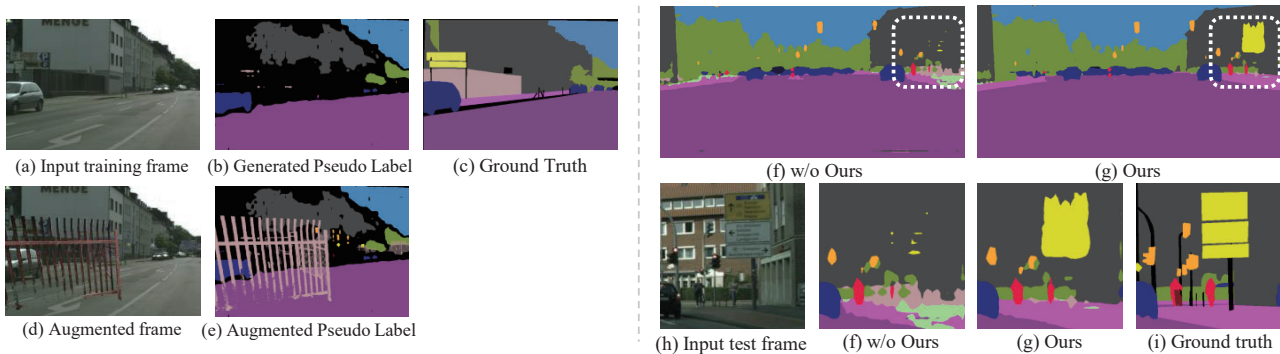 MENGE
(a) Input training frame
(b) Generated Pseudo Label
(c) Ground Truth
MENGE
(d) Augmented frame
(e) Augmented Pseudo Label
(f) w/o Ours
(g) Ours
(h) Input test frame
(f) w/o Ours
(g) Ours
(i) Ground truth